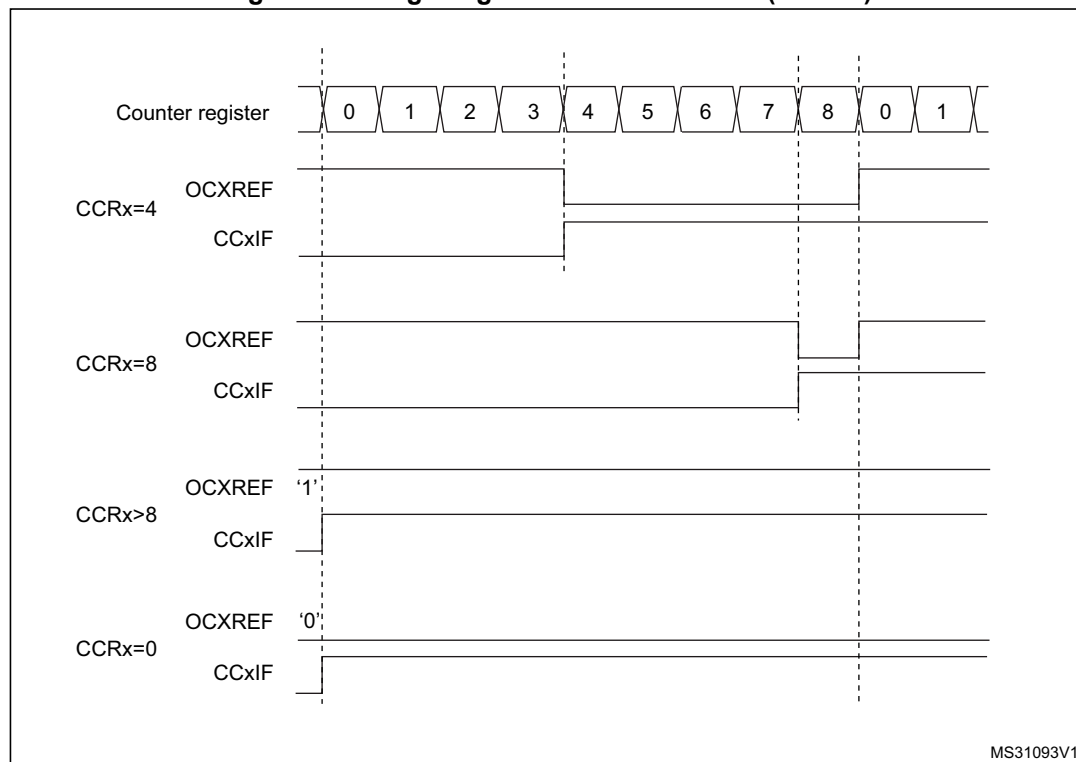 Counter register 0 1 2 3 4 5 6 7 8 0 1
OCXREF
CCRx=4
CCxIF
OCXREF
CCRx=8
CCxIF
OCXREF ‘1’
CCRx>8
CCxIF
OCXREF ‘0’
CCRx=0
CCxIF
MS31093V1